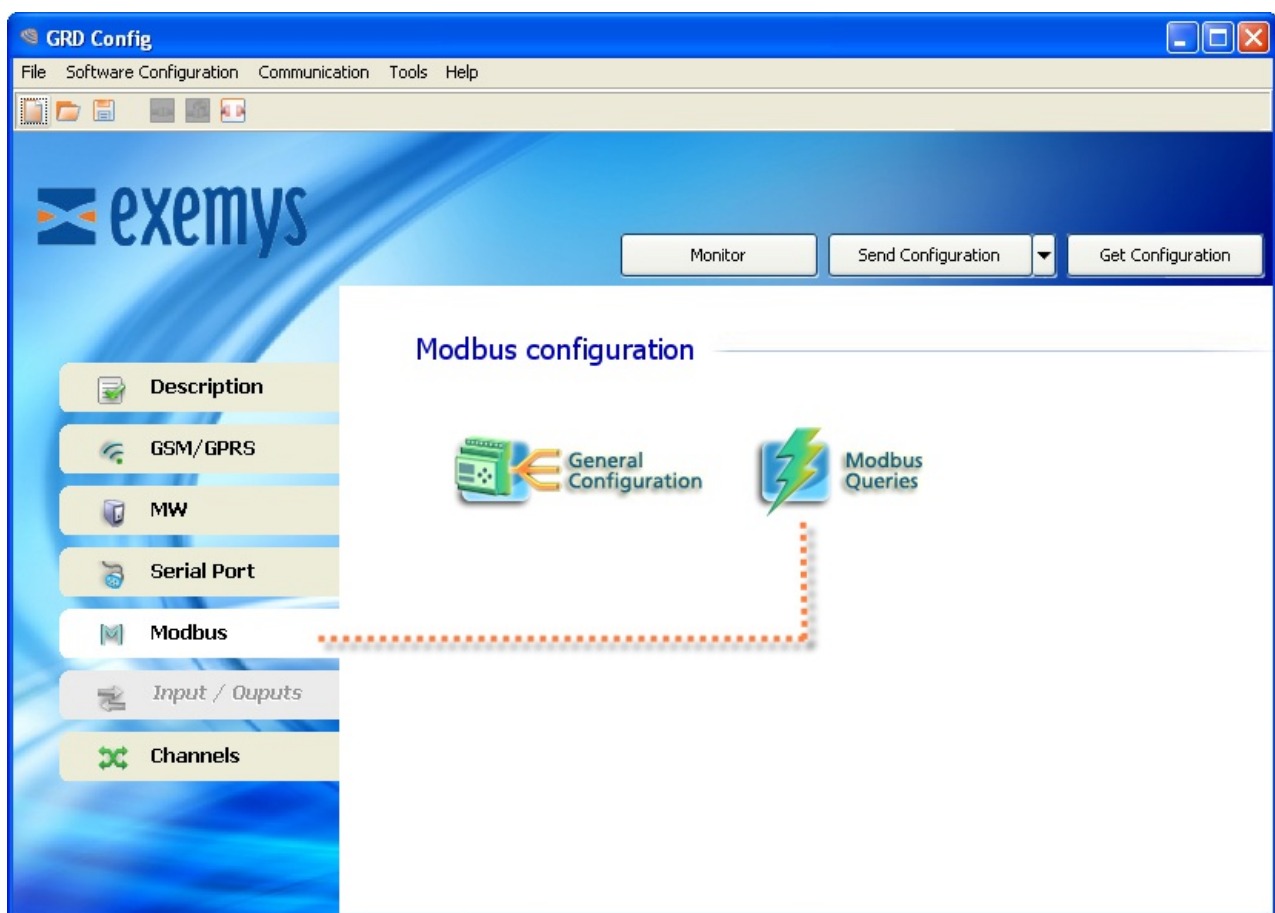 GRD Config
File Software Configuration Communication Tools Help
exemys
Monitor Send Configuration Get Configuration
Modbus configuration
Description
GSM/GPRS
General
Configuration
Modbus
Queries
MW
Serial Port
Modbus
Input / Ouputs
Channels